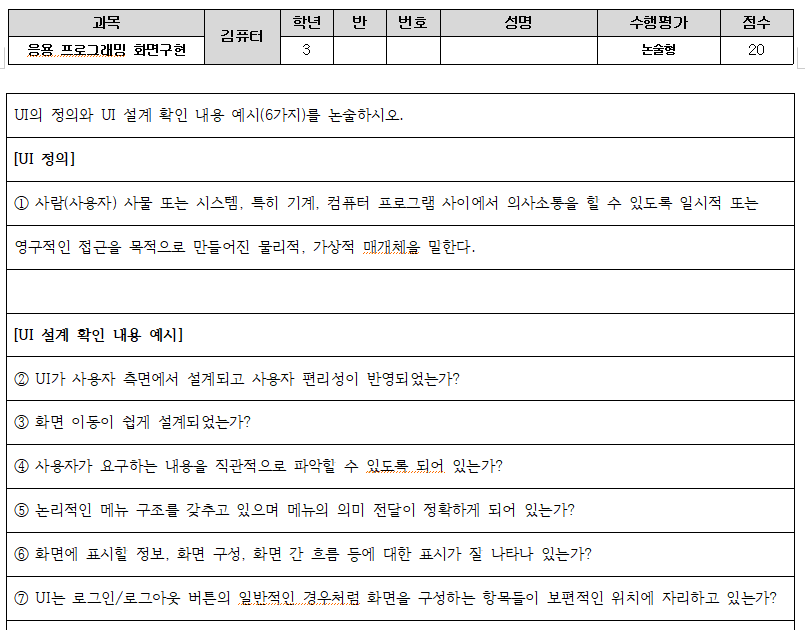 과목 김퓨터 학년 반 번호 성명 수행평가 점수
응용 프로그래밍 화면구현 3 논술형 20
UI의 정의와 UI 설계 확인 내용 예시(6가지)를 논술하시오.
[UI 정의]
① 사람(사용자) 사물 또는 시스템, 특히 기계, 컴퓨터 프로그램 사이에서 의사소통을 할 수 있도록 일시적 또는
영구적인 접근을 목적으로 만들어진 물리적, 가상적 매개체을 밀한다.
[UI 설계 확인 내용 예시]
② UI가 사용자 측면에서 설계되고 사용자 편리성이 반영되었는가?
③ 화면 이동이 쉽게 설계되었는가?
④ 사용자가 요구하는 내용을 직관적으로 파악힐 수 있도록 되어 있는가?
⑤ 논리적인 메뉴 구조를 갖추고 있으며 메뉴의 의미 전달이 정확하게 되어 있는가?
⑥ 화면에 표시힐 정보, 화면 구성, 화면 간 흐름 등에 대한 표시가 질 나타나 있는가?
⑦ UI는 로그인/로그아웃 버튼의 일반적인 경우처럼 화면을 구성하는 항목들이 보편적인 위치에 자리하고 있는가?